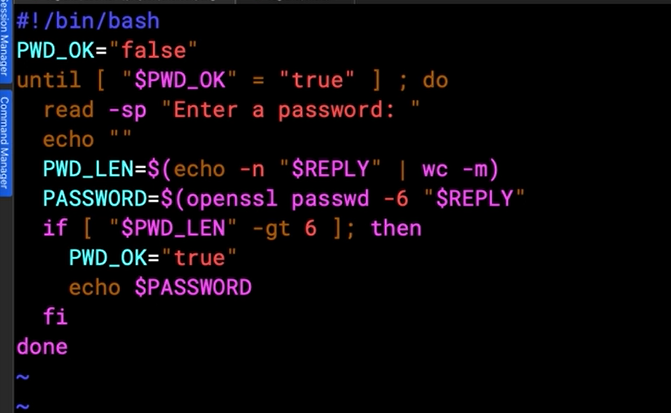 Session Manager
Command Manager
#!/bin/bash
PWD_OK="false"
until [ "$PWD_OK" = "true" ] ; do
  read -sp "Enter a password: "
  echo ""
  PWD_LEN=$(echo -n "$REPLY" | wc -m)
  PASSWORD=$(openssl passwd -6 "$REPLY"
  if [ "$PWD_LEN" -gt 6 ]; then
    PWD_OK="true"
    echo $PASSWORD
  fi
done
~
~